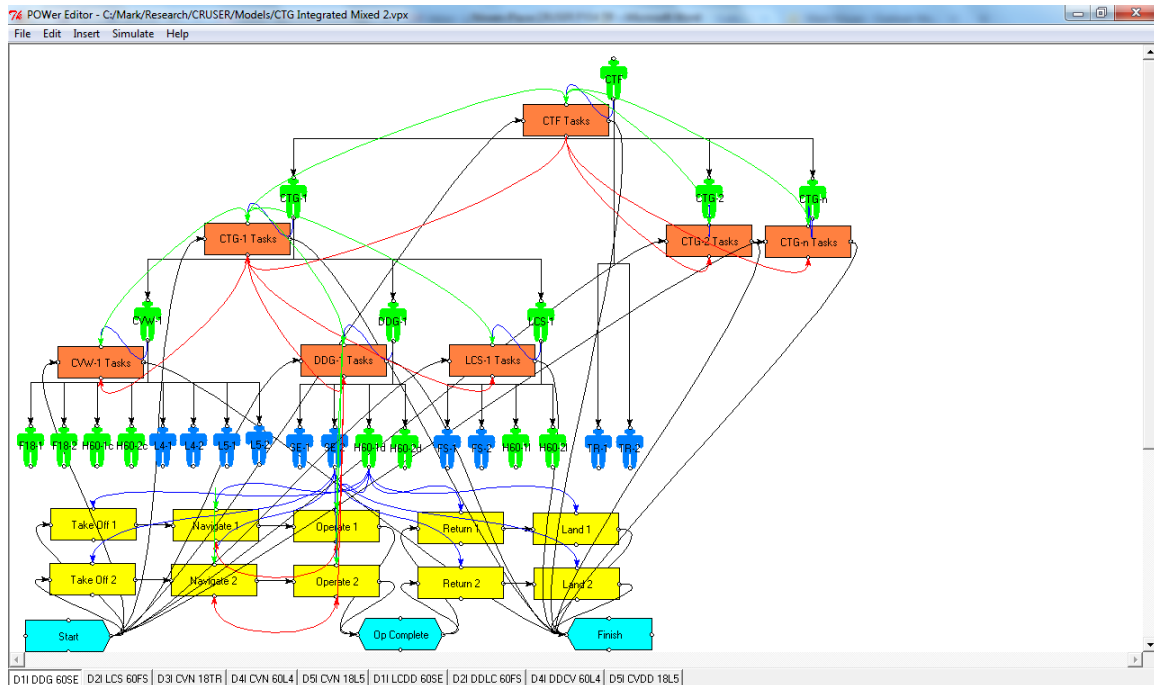 POWer Editor - C:/Mark/Research/CRUSER/Models/CTG Integrated Mixed 2.vpx
File Edit Insert Simulate Help
CTF
CTF Tasks
CTG-1 CTG-2 CTG-n
CTG-1 Tasks CTG-2 Tasks CTG-n Tasks
CVW-1 DDG-1 LCS-1
CVW-1 Tasks DDG-1 Tasks LCS-1 Tasks
F18-1 F18-2 H60-1c H60-2c L4-1 L4-2 L5-1 L5-2 SE-1 SE-2 H60-1d H60-2d FS-1 FS-2 H60-1l H60-2l TR-1 TR-2
Take Off 1 Navigate 1 Operate 1 Return 1 Land 1
Take Off 2 Navigate 2 Operate 2 Return 2 Land 2
Start Op Complete Finish
D1I DDG 60SE D2I LCS 60FS D3I CVN 18TR D4I CVN 60L4 D5I CVN 18L5 D1I LCDD 60SE D2I DDLC 60FS D4I DDCV 60L4 D5I CVDD 18L5